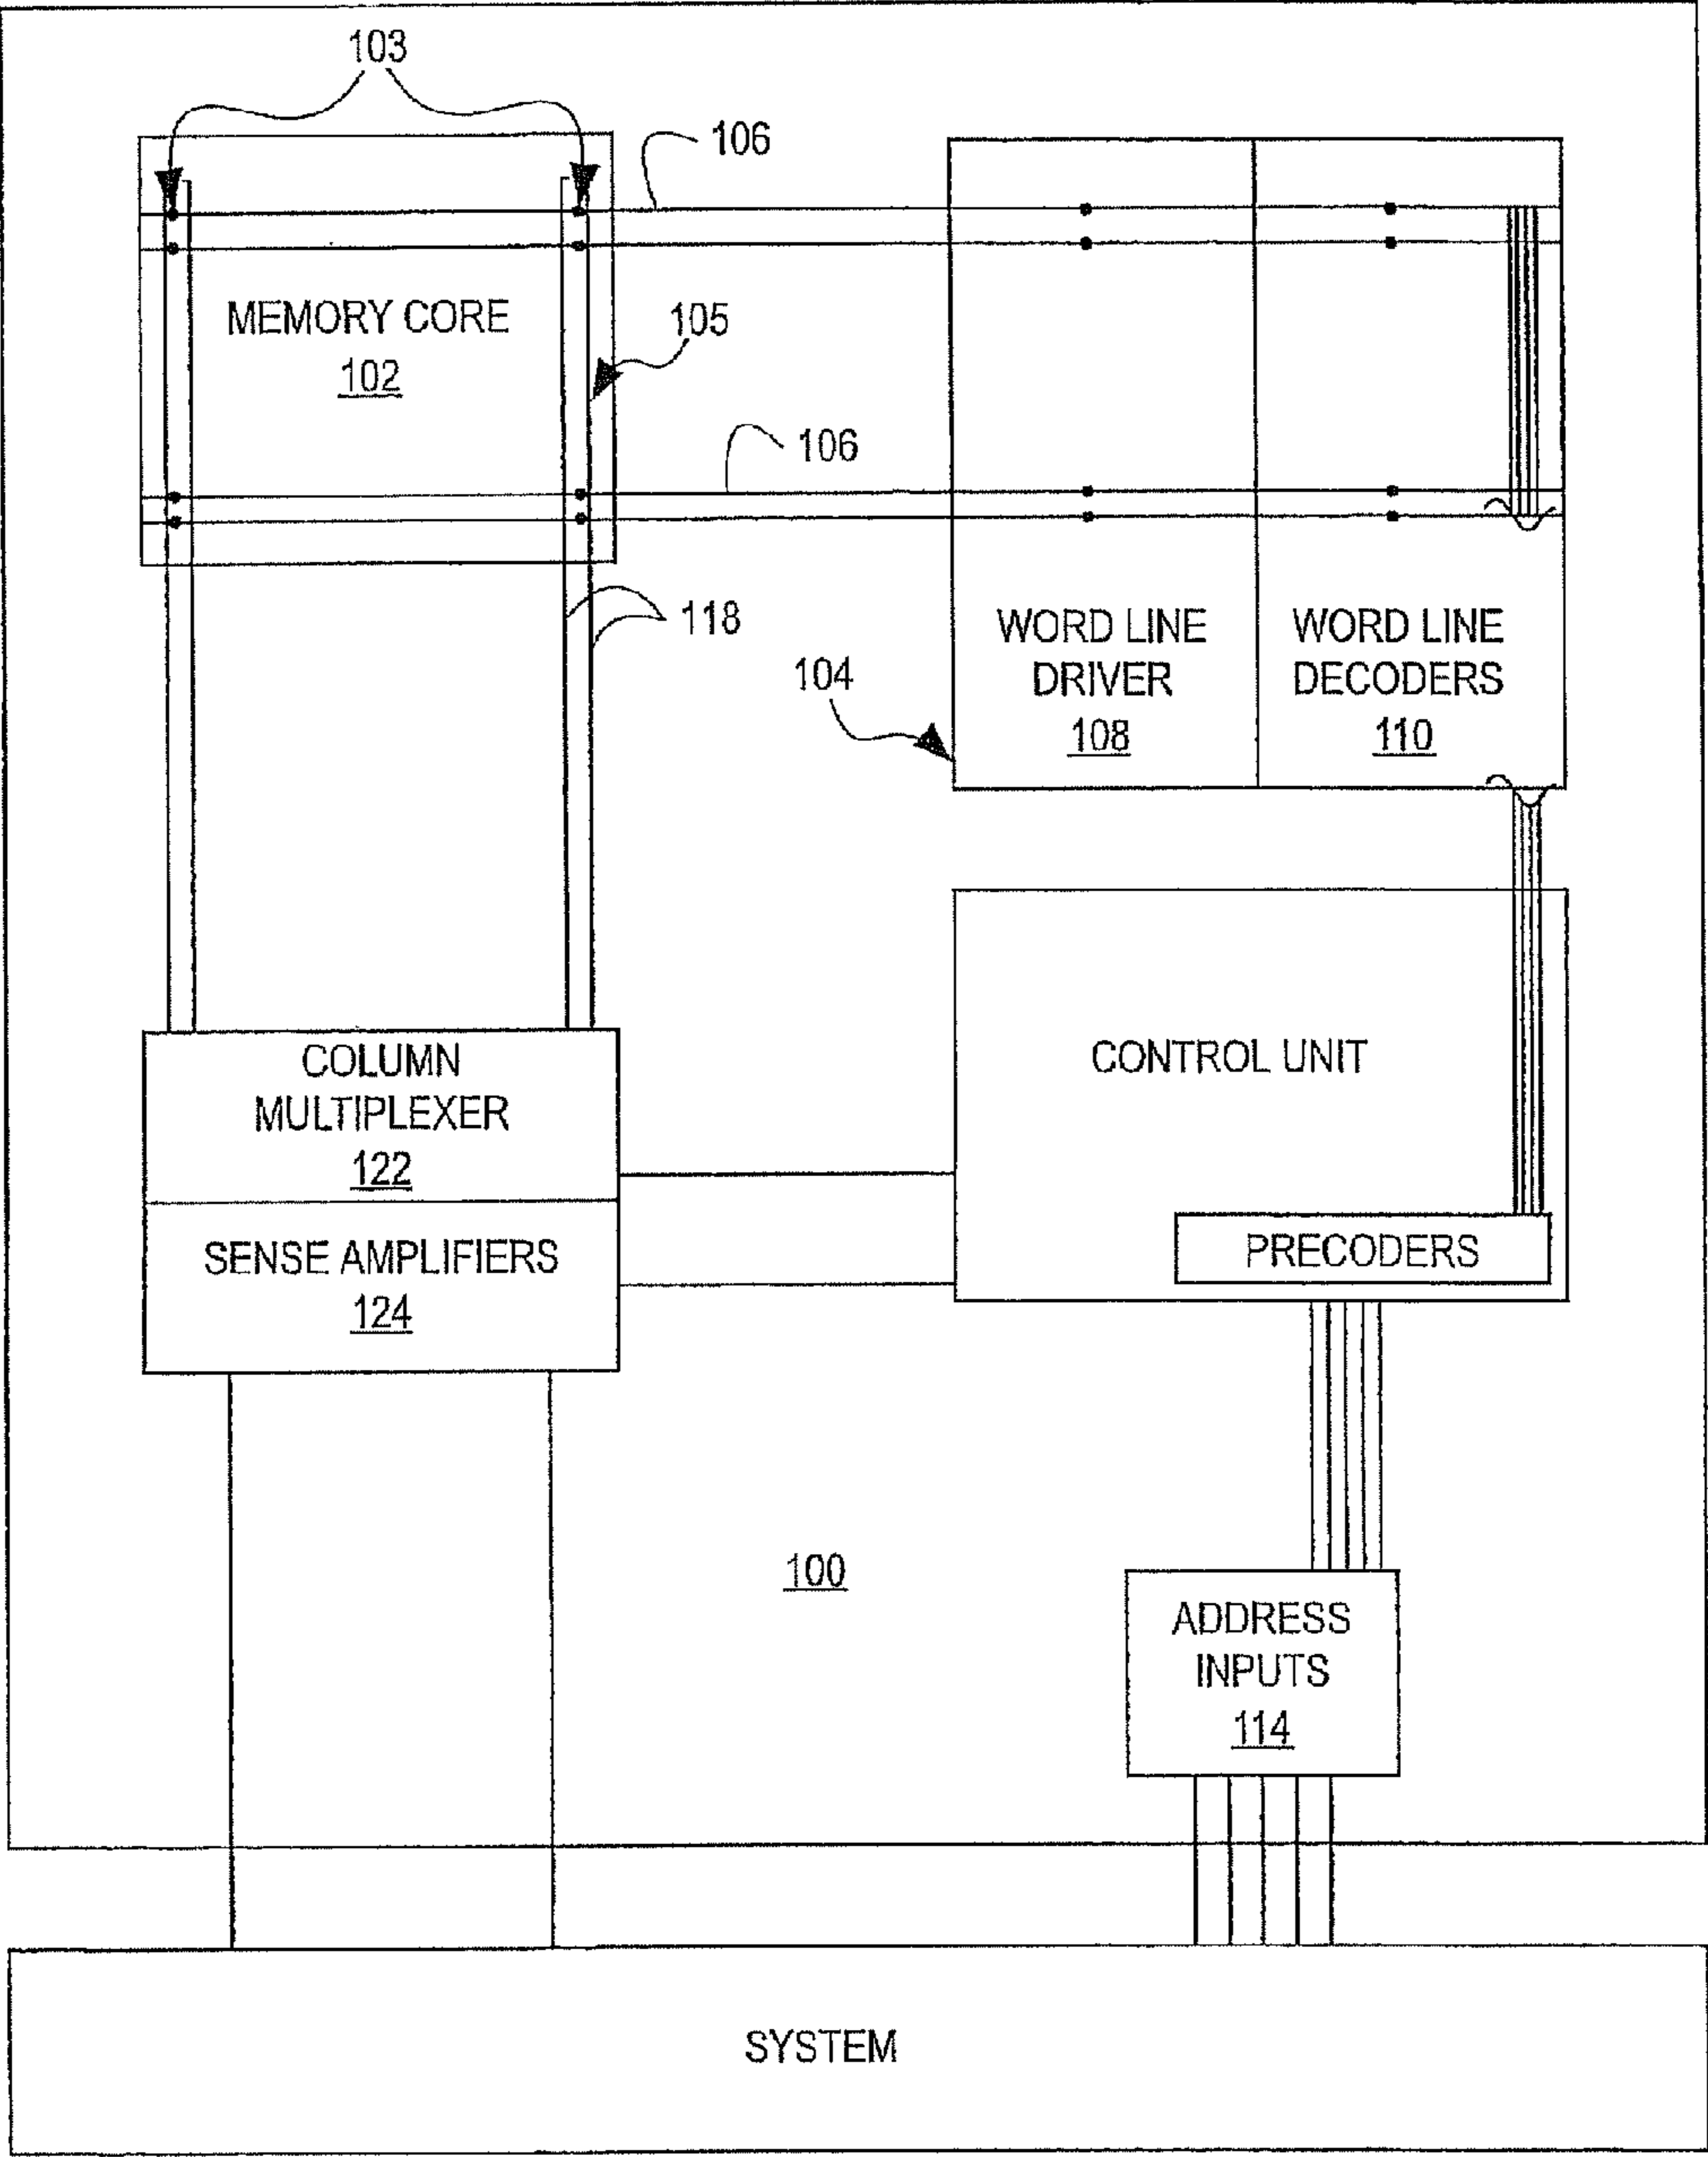 103
106
MEMORY CORE
102
105
106
118
104
WORD LINE
DRIVER
108
WORD LINE
DECODERS
110
COLUMN
MULTIPLEXER
122
SENSE AMPLIFIERS
124
CONTROL UNIT
PRECODERS
100
ADDRESS
INPUTS
114
SYSTEM